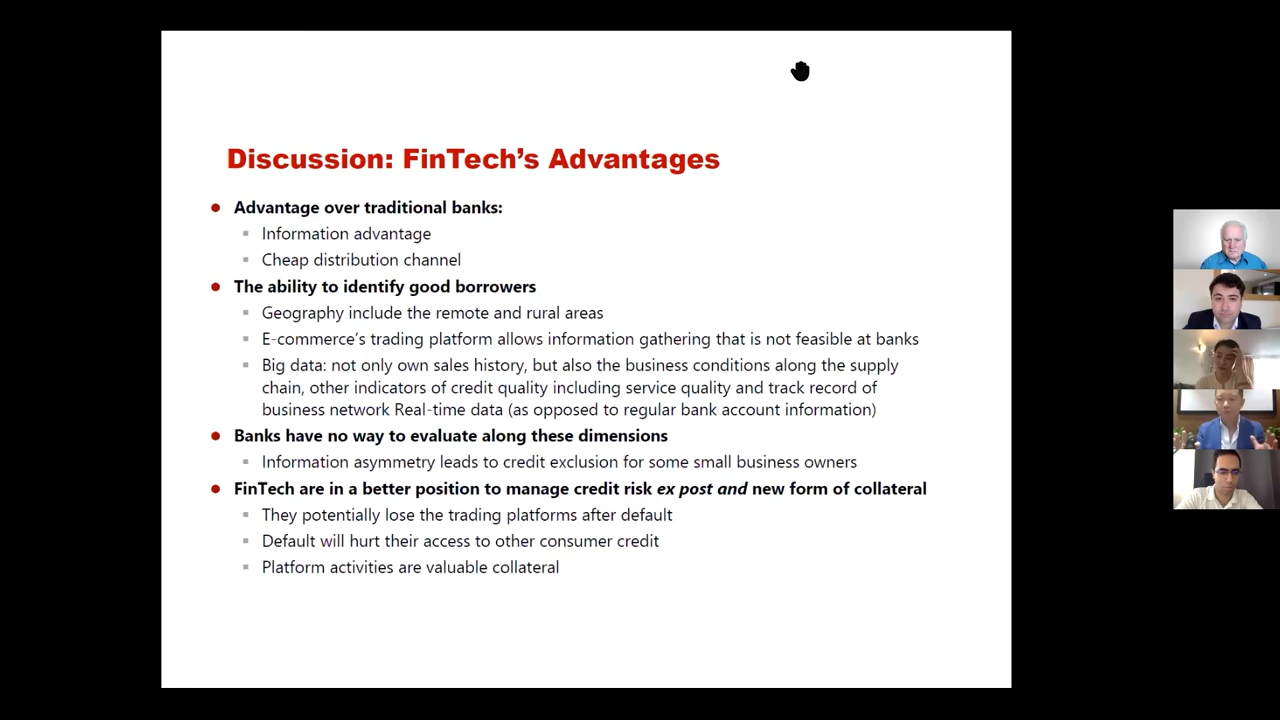 Discussion: FinTech's Advantages
Advantage over traditional banks:
Information advantage
Cheap distribution channel
The ability to identify good borrowers
Geography include the remote and rural areas
E-commerce's trading platform allows information gathering that is not feasible at banks
Big data: not only own sales history, but also the business conditions along the supply
chain, other indicators of credit quality including service quality and track record of
business network Real-time data (as opposed to regular bank account information)
Banks have no way to evaluate along these dimensions
Information asymmetry leads to credit exclusion for some small business owners
FinTech are in a better position to manage credit risk ex post and new form of collateral
They potentially lose the trading platforms after default
Default will hurt their access to other consumer credit
Platform activities are valuable collateral